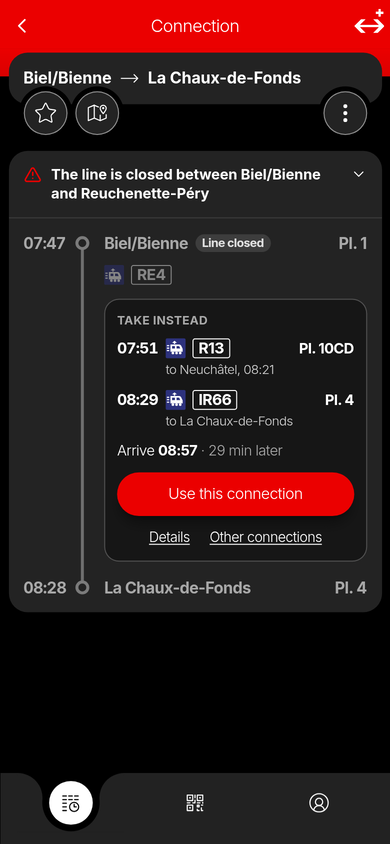 Connection
Biel/Bienne → La Chaux-de-Fonds
The line is closed between Biel/Bienne
and Reuchenette-Péry
07:47 Biel/Bienne Line closed Pl. 1
RE4
TAKE INSTEAD
07:51 R13 Pl. 10CD
to Neuchâtel, 08:21
08:29 IR66 Pl. 4
to La Chaux-de-Fonds
Arrive 08:57 · 29 min later
Use this connection
Details Other connections
08:28 La Chaux-de-Fonds Pl. 4